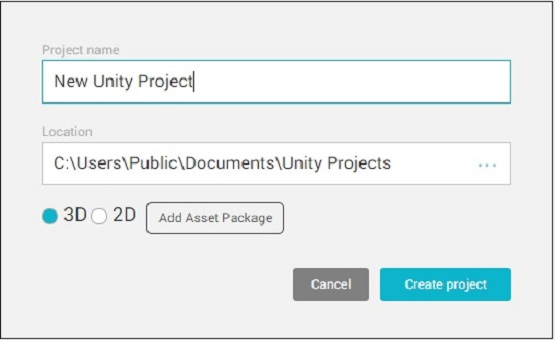 Project name
New Unity Project
Location
C:\Users\Public\Documents\Unity Projects
...
3D 2D Add Asset Package
Cancel Create project